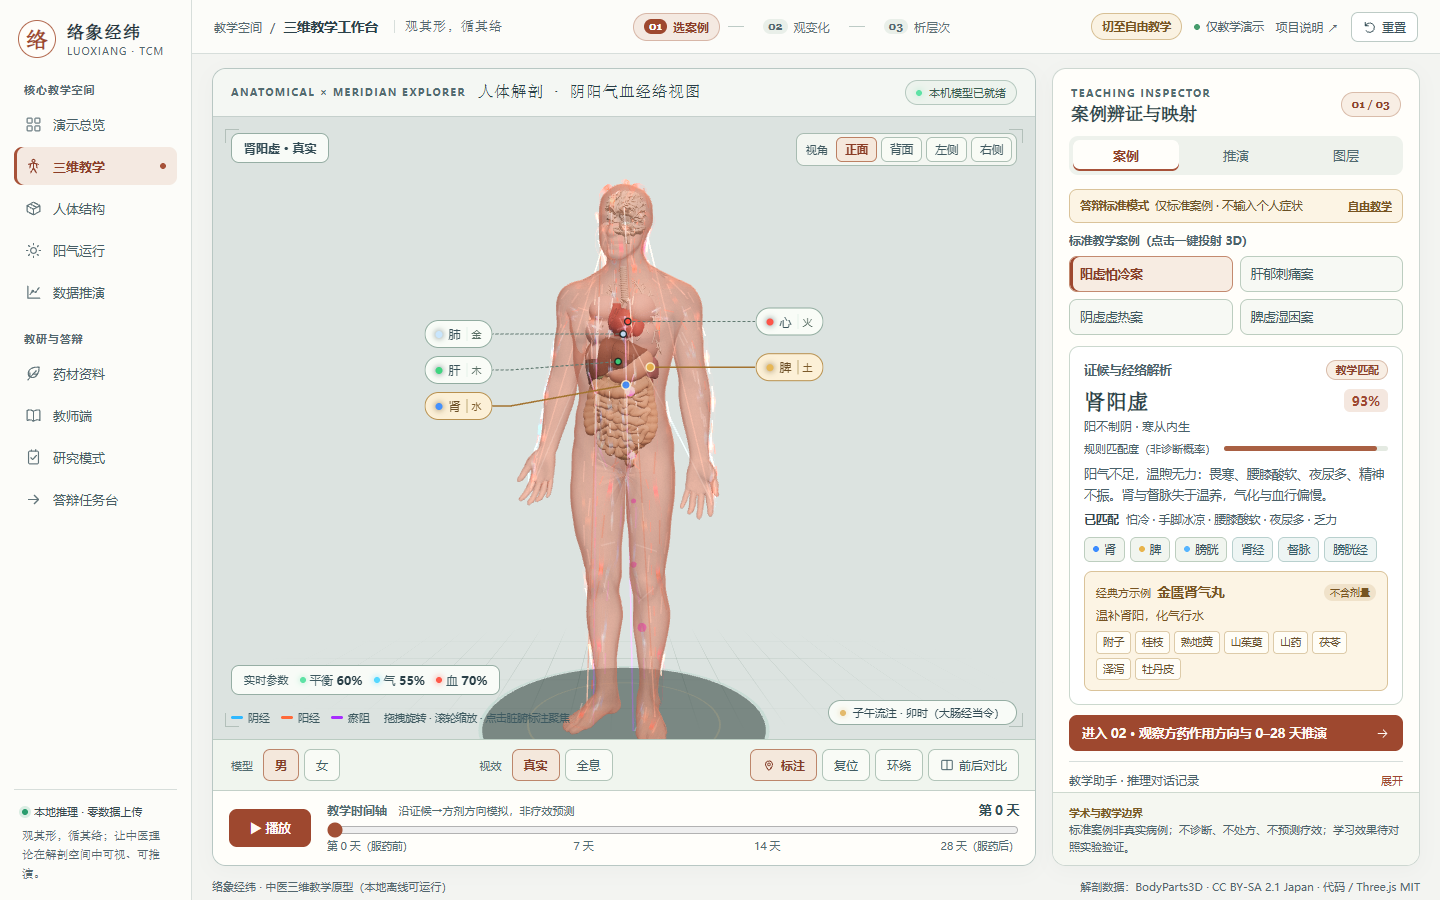 络 络象经纬
LUOXIANG · TCM
核心教学空间
演示总览
三维教学
人体结构
阳气运行
数据推演
教研与答辩
药材资料
教师端
研究模式
答辩任务台
本地推理 · 零数据上传
观其形，循其络；让中医理
论在解剖空间中可视、可推
演。
教学空间 / 三维教学工作台 观其形，循其络
01 选案例 — 02 观变化 — 03 析层次
切至自由教学 仅教学演示 项目说明 ↗ 重置
ANATOMICAL × MERIDIAN EXPLORER 人体解剖 · 阴阳气血经络视图
本机模型已就绪
肾阳虚 • 真实
视角 正面 背面 左侧 右侧
肺 金
肝 木
肾 水
心 火
脾 土
实时参数 平衡 60% 气 55% 血 70%
阴经 阳经 瘀阻 拖拽旋转 · 滚轮缩放 · 点击脏腑标注聚焦
子午流注 · 卯时（大肠经当令）
模型 男 女
视效 真实 全息
标注 复位 环绕 前后对比
▶ 播放
教学时间轴 沿证候→方剂方向模拟，非疗效预测
第 0 天
第 0 天（服药前） 7 天 14 天 28 天（服药后）
络象经纬 · 中医三维教学原型（本地离线可运行）
TEACHING INSPECTOR
案例辨证与映射
01 / 03
案例 推演 图层
答辩标准模式 仅标准案例 · 不输入个人症状 自由教学
标准教学案例（点击一键投射 3D）
阳虚怕冷案 肝郁刺痛案
阴虚虚热案 脾虚湿困案
证候与经络解析 教学匹配
肾阳虚 93%
阳不制阴 · 寒从内生
规则匹配度（非诊断概率）
阳气不足，温煦无力：畏寒、腰膝酸软、夜尿多、精神
不振。肾与督脉失于温养，气化与血行偏慢。
已匹配 怕冷 · 手脚冰凉 · 腰膝酸软 · 夜尿多 · 乏力
肾 脾 膀胱 肾经 督脉 膀胱经
经典方示例 金匮肾气丸 不含剂量
温补肾阳，化气行水
附子 桂枝 熟地黄 山茱萸 山药 茯苓
泽泻 牡丹皮
进入 02 • 观察方药作用方向与 0–28 天推演 →
教学助手 · 推理对话记录 展开
学术与教学边界
标准案例非真实病例；不诊断、不处方、不预测疗效；学习效果待对
照实验验证。
解剖数据：BodyParts3D · CC BY-SA 2.1 Japan · 代码 / Three.js MIT